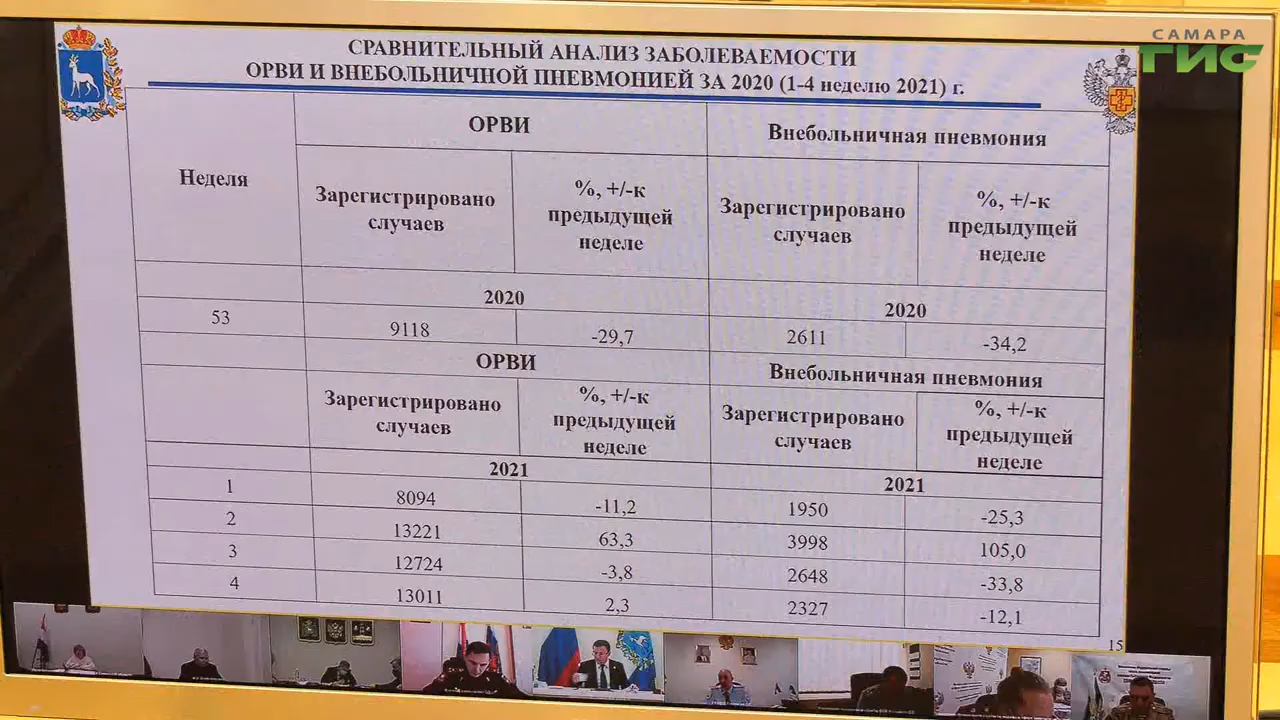 САМАРА
ГИС
СРАВНИТЕЛЬНЫЙ АНАЛИЗ ЗАБОЛЕВАЕМОСТИ
ОРВИ И ВНЕБОЛЬНИЧНОЙ ПНЕВМОНИЕЙ ЗА 2020 (1-4 неделю 2021) г.
Неделя
ОРВИ
Внебольничная пневмония
Зарегистрировано
случаев
%, +/-к
предыдущей
неделе
Зарегистрировано
случаев
%, +/-к
предыдущей
неделе
2020
2020
53
9118
-29,7
2611
-34,2
ОРВИ
Внебольничная пневмония
Зарегистрировано
случаев
%, +/-к
предыдущей
неделе
Зарегистрировано
случаев
%, +/-к
предыдущей
неделе
2021
2021
1
8094
-11,2
1950
-25,3
2
13221
63,3
3998
105,0
3
12724
-3,8
2648
-33,8
4
13011
2,3
2327
-12,1
15